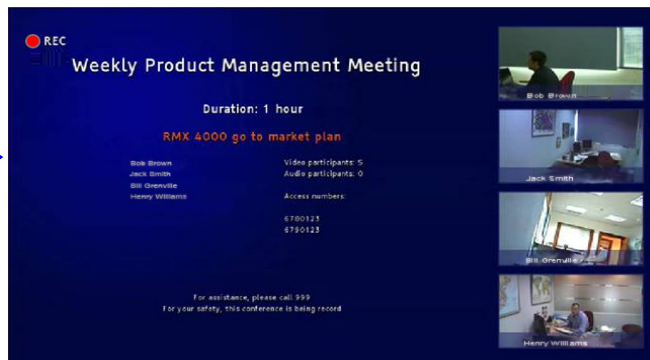 REC
Weekly Product Management Meeting
Duration: 1 hour
RMX 4000 go to market plan
Bob Brown
Jack Smith
Bill Grenville
Henry Williams
Video participants: 5
Audio participants: 0
Access numbers:
6780123
6790123
For assistance, please call 999
For your safety, this conference is being record
Bob Brown
Jack Smith
Bill Grenville
Henry Williams